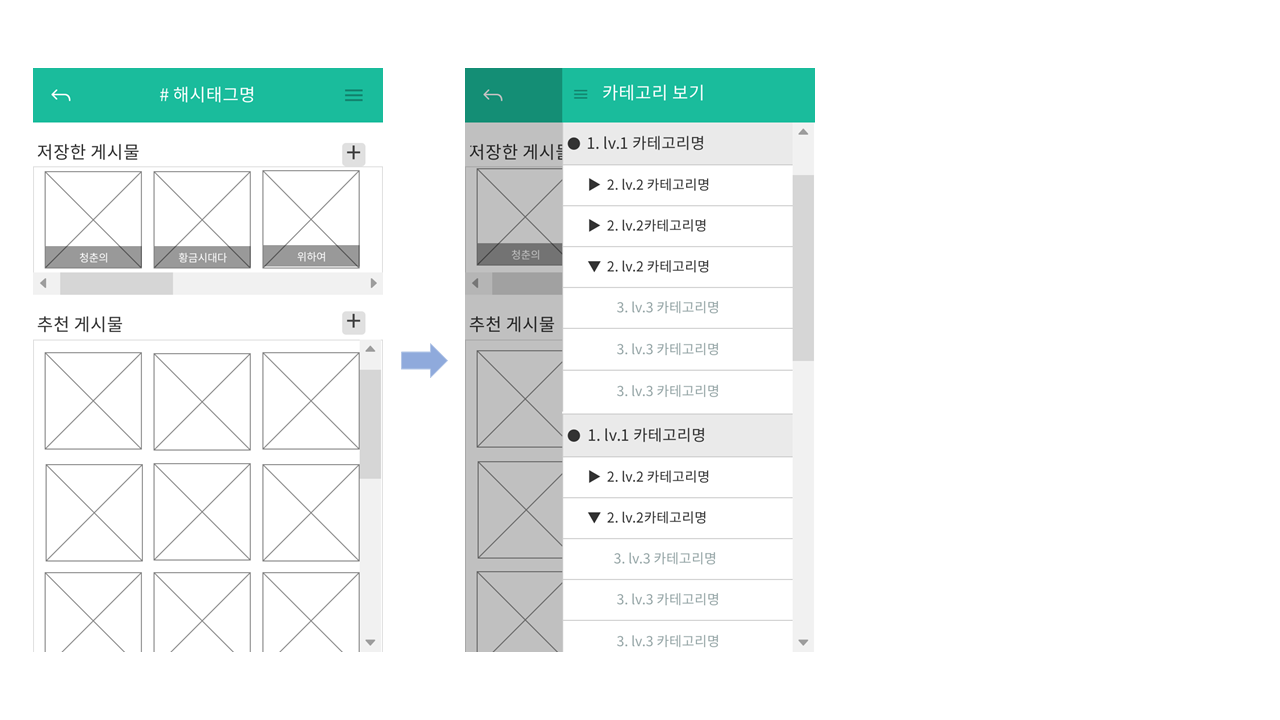 # 해시태그명
저장한 게시물
청춘의
황금시대다
위하여
추천 게시물
카테고리 보기
저장한 게시물
청춘의
추천 게시물
1. lv.1 카테고리명
2. lv.2 카테고리명
2. lv.2카테고리명
2. lv.2 카테고리명
3. lv.3 카테고리명
3. lv.3 카테고리명
3. lv.3 카테고리명
1. lv.1 카테고리명
2. lv.2 카테고리명
2. lv.2카테고리명
3. lv.3 카테고리명
3. lv.3 카테고리명
3. lv.3 카테고리명